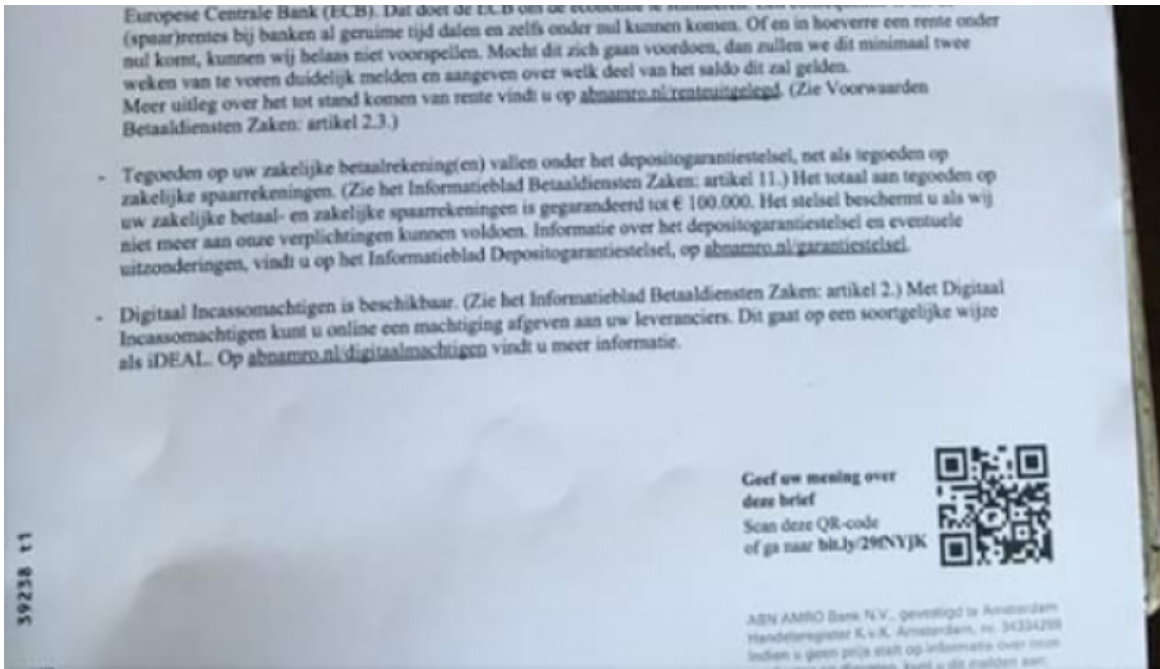 Europese Centrale Bank (ECB). Dat doet de ECB om de economie te
(spaar)rentes bij banken al geruime tijd dalen en zelfs onder nul kunnen komen. Of en in hoeverre een rente onder
nul komt, kunnen wij helaas niet voorspellen. Mocht dit zich gaan voordoen, dan zullen we dit minimaal twee
weken van te voren duidelijk melden en aangeven over welk deel van het saldo dit zal gelden.
Meer uitleg over het tot stand komen van rente vindt u op abnamro.nl/renteuitgelegd. (Zie Voorwaarden
Betaaldiensten Zaken: artikel 2.3.)
- Tegoeden op uw zakelijke betaalrekening(en) vallen onder het depositogarantiestelsel, net als tegoeden op
zakelijke spaarrekeningen. (Zie het Informatieblad Betaaldiensten Zaken: artikel 11.) Het totaal aan tegoeden op
uw zakelijke betaal- en zakelijke spaarrekeningen is gegarandeerd tot € 100.000. Het stelsel beschermt u als wij
niet meer aan onze verplichtingen kunnen voldoen. Informatie over het depositogarantiestelsel en eventuele
uitzonderingen, vindt u op het Informatieblad Depositogarantiestelsel, op abnamro.nl/garantiestelsel.
- Digitaal Incassomachtigen is beschikbaar. (Zie het Informatieblad Betaaldiensten Zaken: artikel 2.) Met Digitaal
Incassomachtigen kunt u online een machtiging afgeven aan uw leveranciers. Dit gaat op een soortgelijke wijze
als iDEAL. Op abnamro.nl/digitaalmachtigen vindt u meer informatie.
Geef uw mening over
deze brief
Scan deze QR-code
of ga naar bit.ly/29fNYJK
39238 t1
ABN AMRO Bank N.V., gevestigd te Amsterdam
Handelsregister K.v.K. Amsterdam, nr. 34334259
Indien u geen prijs stelt op informatie over onze